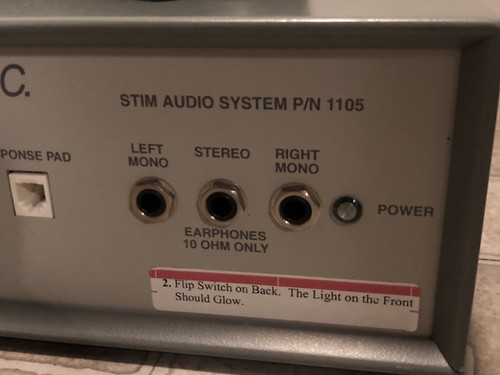 C.
STIM AUDIO SYSTEM P/N 1105
PONSE PAD
LEFT
MONO
STEREO
RIGHT
MONO
POWER
EARPHONES
10 OHM ONLY
2. Flip Switch on Back. The Light on the Front
Should Glow.